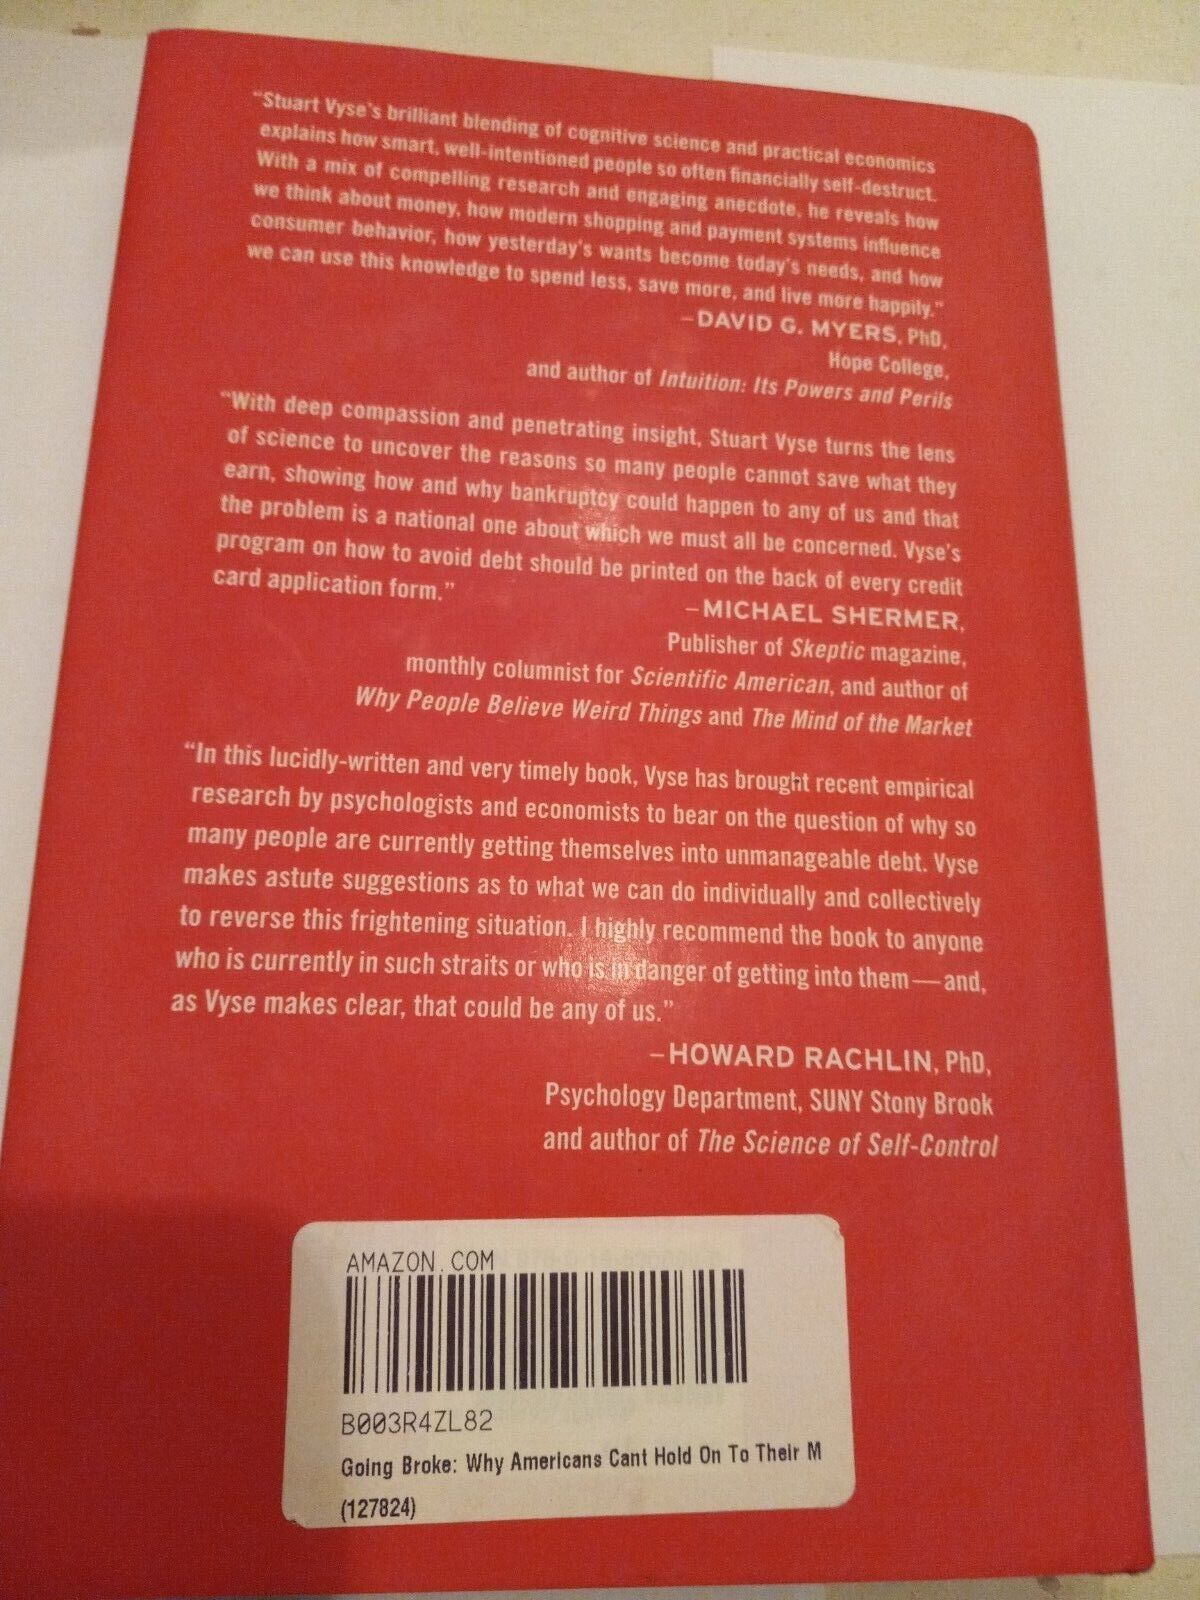 “Stuart Vyse’s brilliant blending of cognitive science and practical economics
explains how smart, well-intentioned people so often financially self-destruct.
With a mix of compelling research and engaging anecdote, he reveals how
we think about money, how modern shopping and payment systems influence
consumer behavior, how yesterday’s wants become today’s needs, and how
we can use this knowledge to spend less, save more, and live more happily.”
–DAVID G. MYERS, PhD,
Hope College,
and author of Intuition: Its Powers and Perils
“With deep compassion and penetrating insight, Stuart Vyse turns the lens
of science to uncover the reasons so many people cannot save what they
earn, showing how and why bankruptcy could happen to any of us and that
the problem is a national one about which we must all be concerned. Vyse’s
program on how to avoid debt should be printed on the back of every credit
card application form.”
–MICHAEL SHERMER,
Publisher of Skeptic magazine,
monthly columnist for Scientific American, and author of
Why People Believe Weird Things and The Mind of the Market
“In this lucidly-written and very timely book, Vyse has brought recent empirical
research by psychologists and economists to bear on the question of why so
many people are currently getting themselves into unmanageable debt. Vyse
makes astute suggestions as to what we can do individually and collectively
to reverse this frightening situation. I highly recommend the book to anyone
who is currently in such straits or who is in danger of getting into them — and,
as Vyse makes clear, that could be any of us.”
–HOWARD RACHLIN, PhD,
Psychology Department, SUNY Stony Brook
and author of The Science of Self-Control
AMAZON.COM
B003R4ZL82
Going Broke: Why Americans Cant Hold On To Their M
(127824)